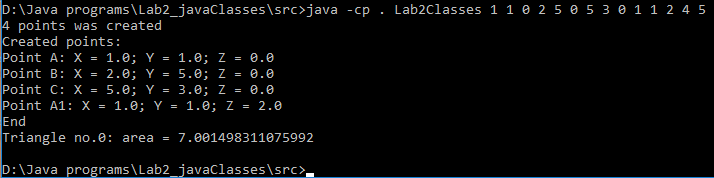 D:\Java programs\Lab2_javaClasses\src>java -cp . Lab2Classes 1 1 0 2 5 0 5 3 0 1 1 2 4 5
4 points was created
Created points:
Point A: X = 1.0; Y = 1.0; Z = 0.0
Point B: X = 2.0; Y = 5.0; Z = 0.0
Point C: X = 5.0; Y = 3.0; Z = 0.0
Point A1: X = 1.0; Y = 1.0; Z = 2.0
End
Triangle no.0: area = 7.001498311075992
D:\Java programs\Lab2_javaClasses\src>